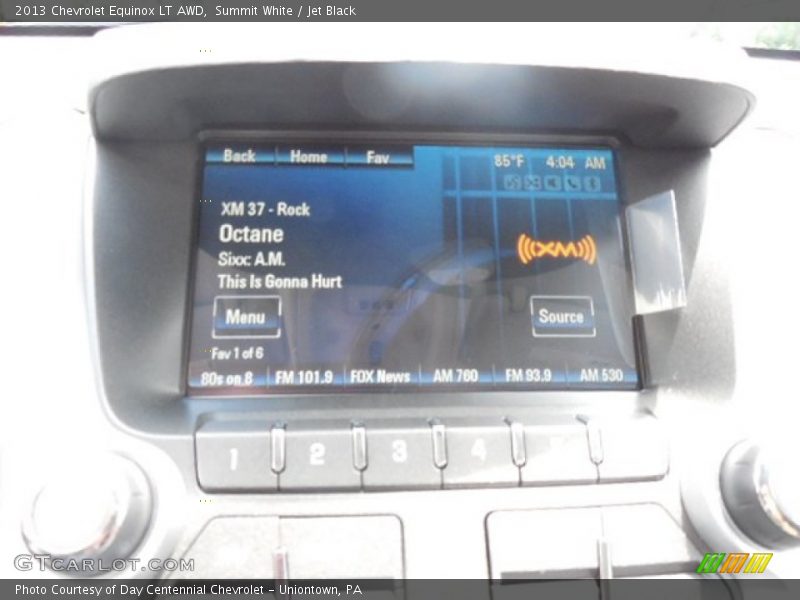 2013 Chevrolet Equinox LT AWD, Summit White / Jet Black
Back Home Fav 85°F 4:04 AM
XM 37 - Rock
Octane
((XM))
Sixx: A.M.
This Is Gonna Hurt
Menu Source
Fav 1 of 6
80s on 8 FM 101.9 FOX News AM 760 FM 93.9 AM 530
1 2 3 4
GTCARLOT.COM
Photo Courtesy of Day Centennial Chevrolet - Uniontown, PA